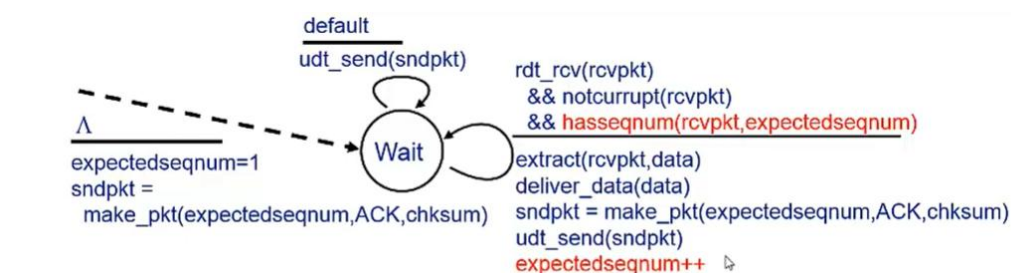 default
udt_send(sndpkt)
Λ
expectedseqnum=1
sndpkt =
make_pkt(expectedseqnum,ACK,chksum)
Wait
rdt_rcv(rcvpkt)
&& notcurrupt(rcvpkt)
&& hasseqnum(rcvpkt,expectedseqnum)
extract(rcvpkt,data)
deliver_data(data)
sndpkt = make_pkt(expectedseqnum,ACK,chksum)
udt_send(sndpkt)
expectedseqnum++